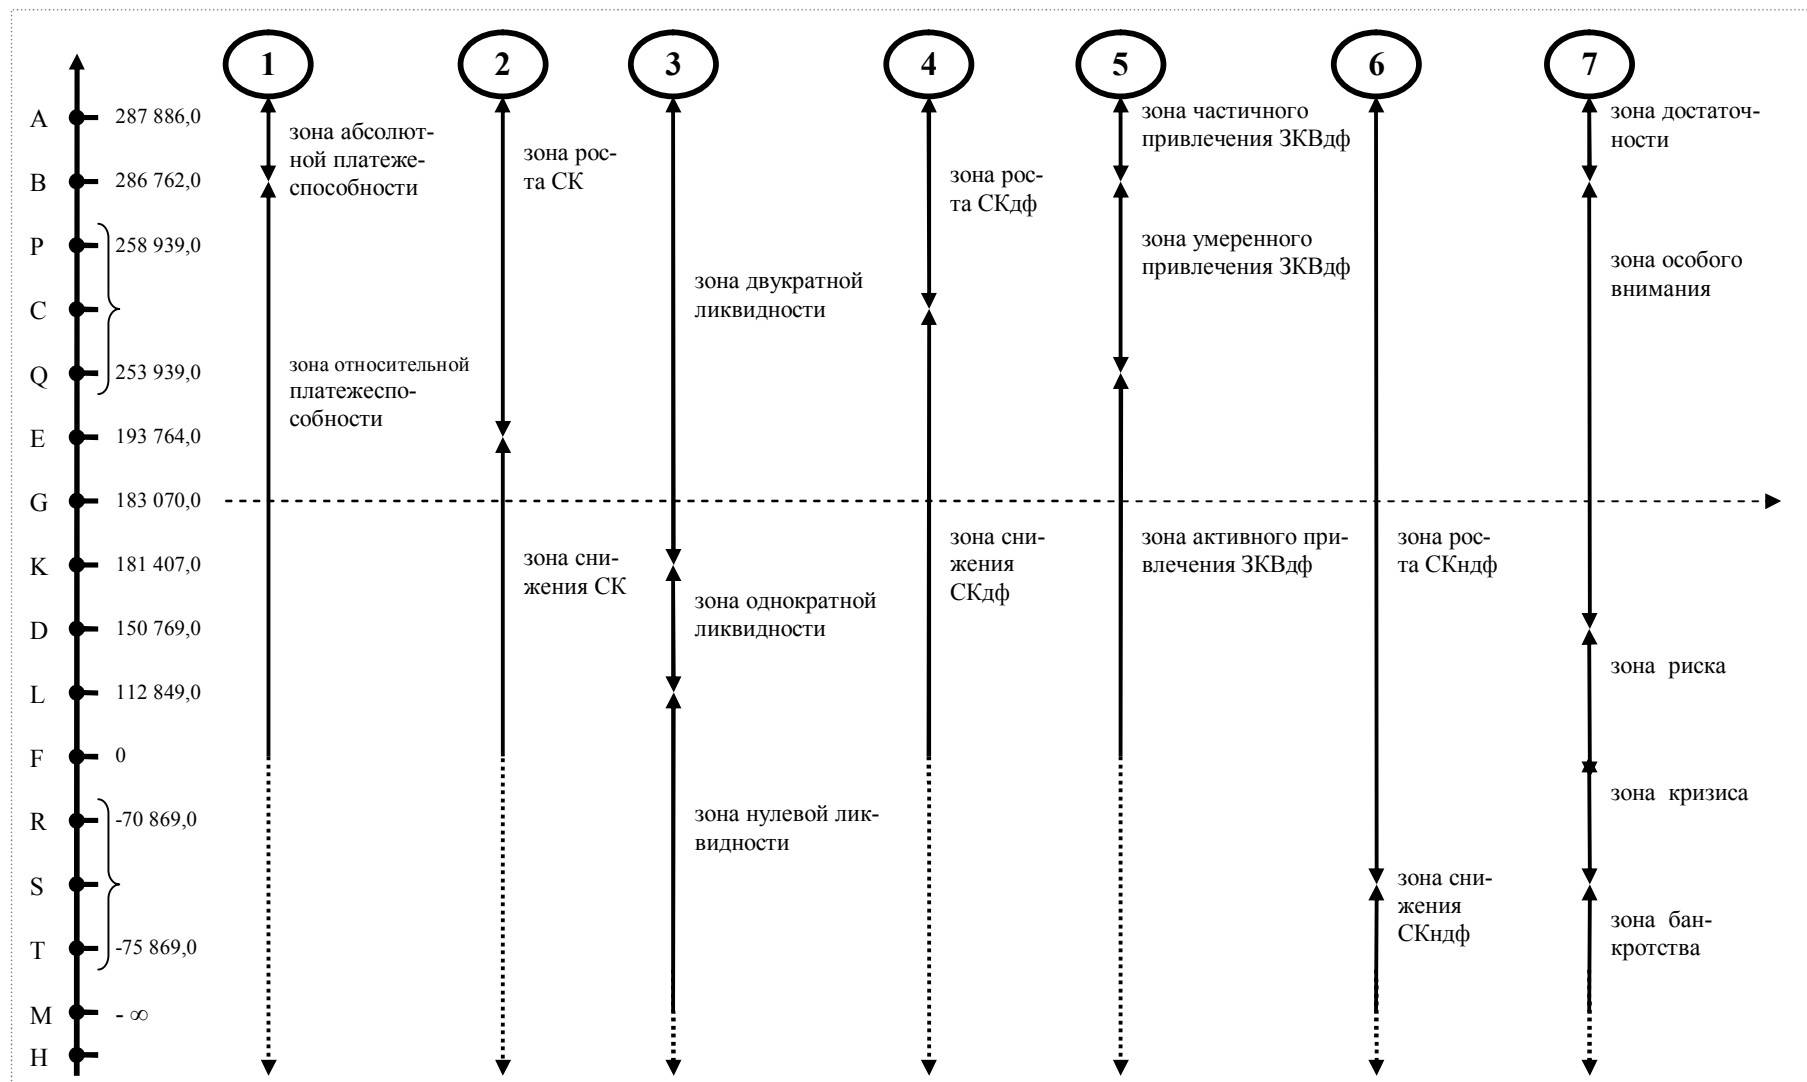 1 2 3 4 5 6 7
A 287 886,0
B 286 762,0
P 258 939,0
C
Q 253 939,0
E 193 764,0
G 183 070,0
K 181 407,0
D 150 769,0
L 112 849,0
F 0
R -70 869,0
S
T -75 869,0
M - ∞
H
зона абсолют-
ной платеже-
способности
зона относительной
платежеспо-
собности
зона рос-
та СК
зона сни-
жения СК
зона двукратной
ликвидности
зона однократной
ликвидности
зона нулевой лик-
видности
зона рос-
та СКдф
зона сни-
жения
СКдф
зона частичного
привлечения ЗКВдф
зона умеренного
привлечения ЗКВдф
зона активного при-
влечения ЗКВдф
зона рос-
та СКндф
зона сни-
жения
СКндф
зона достаточ-
ности
зона особого
внимания
зона риска
зона кризиса
зона бан-
кротства